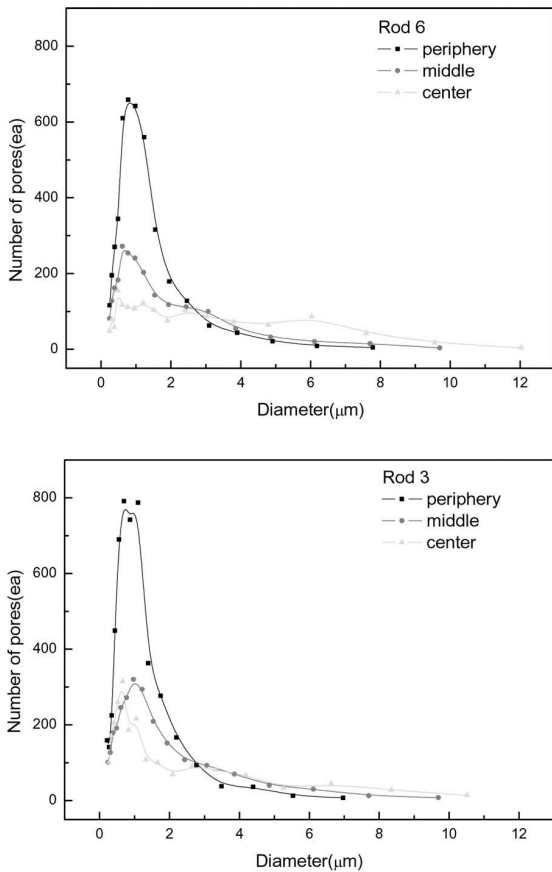 Rod 6
periphery
middle
center
800
600
400
200
0
Number of pores(ea)
0 2 4 6 8 10 12
Diameter(μm)
Rod 3
periphery
middle
center
800
600
400
200
0
Number of pores(ea)
0 2 4 6 8 10 12
Diameter(μm)